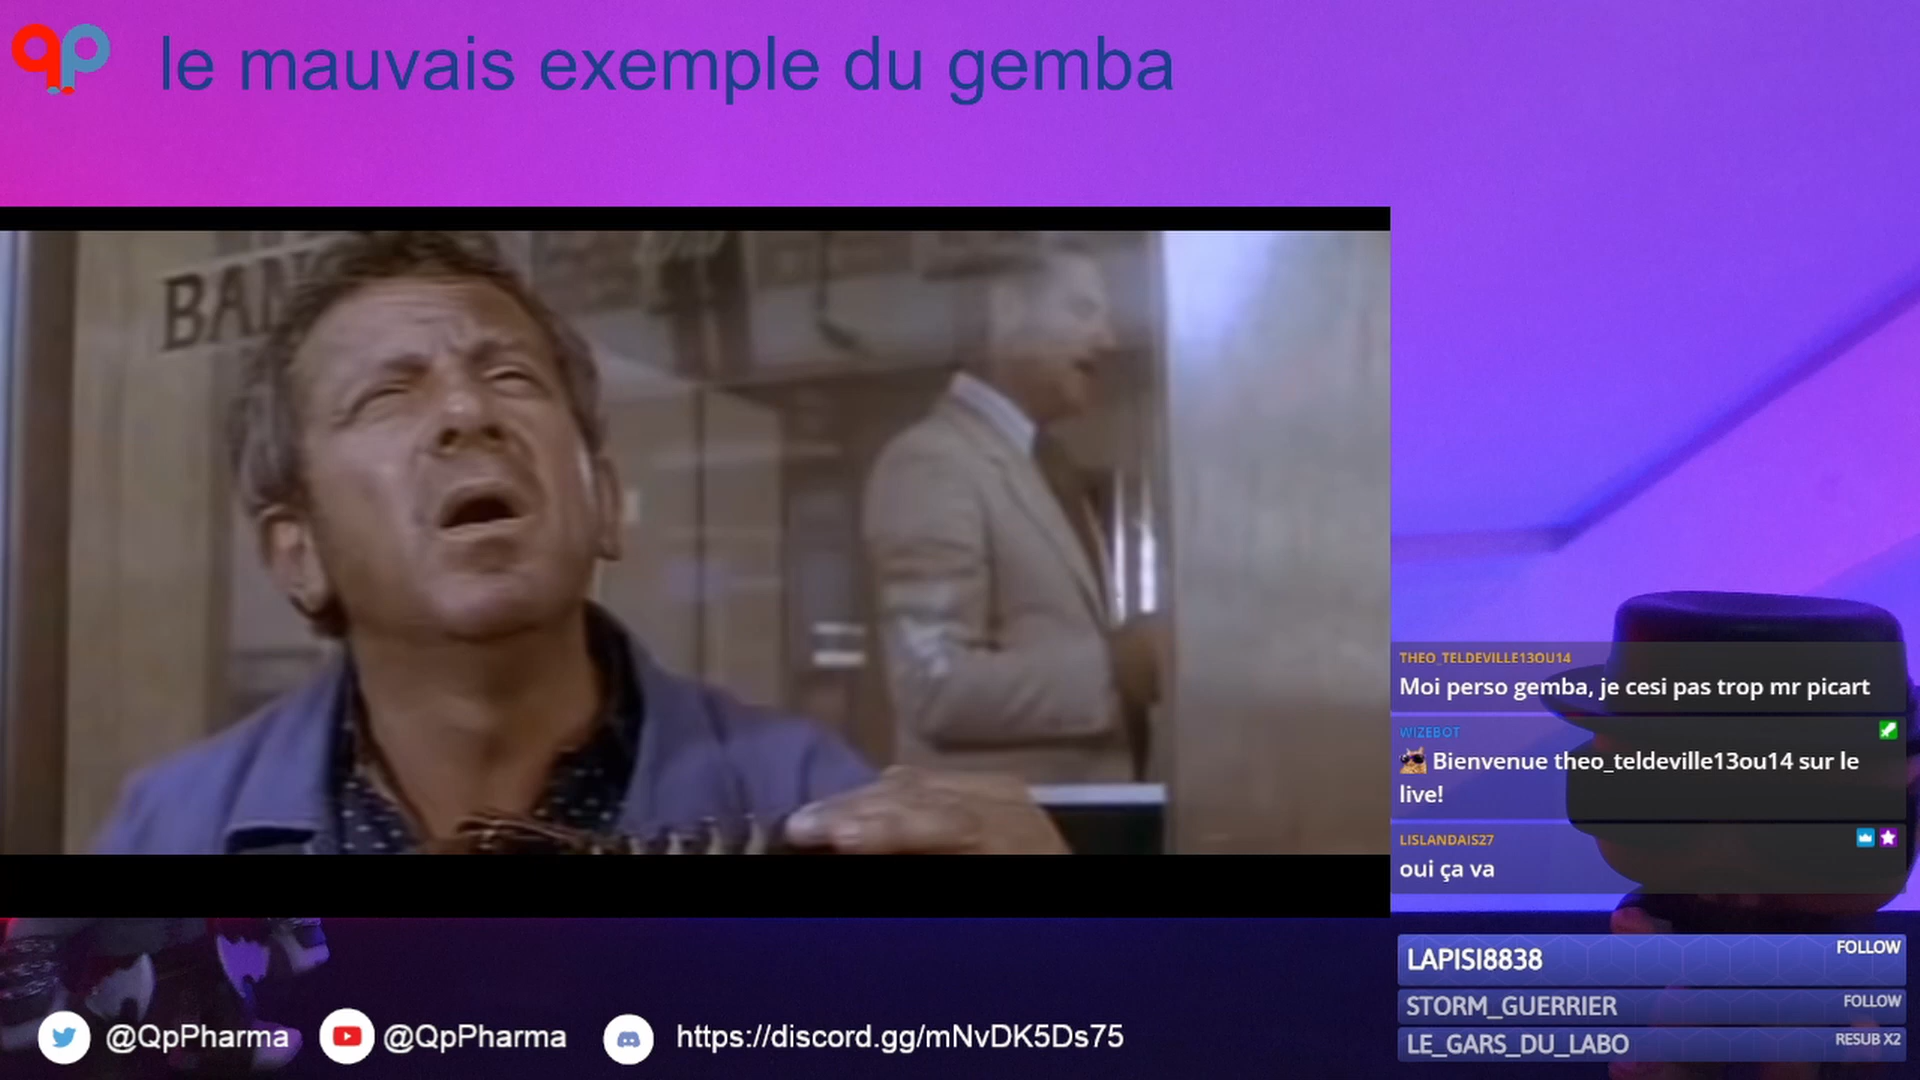 qp
le mauvais exemple du gemba
BAN
THEO_TELDEVILLE13OU14
Moi perso gemba, je cesi pas trop mr picart
WIZEBOT
Bienvenue theo_teldeville13ou14 sur le
live!
LISLANDAIS27
oui ça va
LAPISI8838 FOLLOW
STORM_GUERRIER FOLLOW
LE_GARS_DU_LABO RESUB X2
@QpPharma @QpPharma https://discord.gg/mNvDK5Ds75